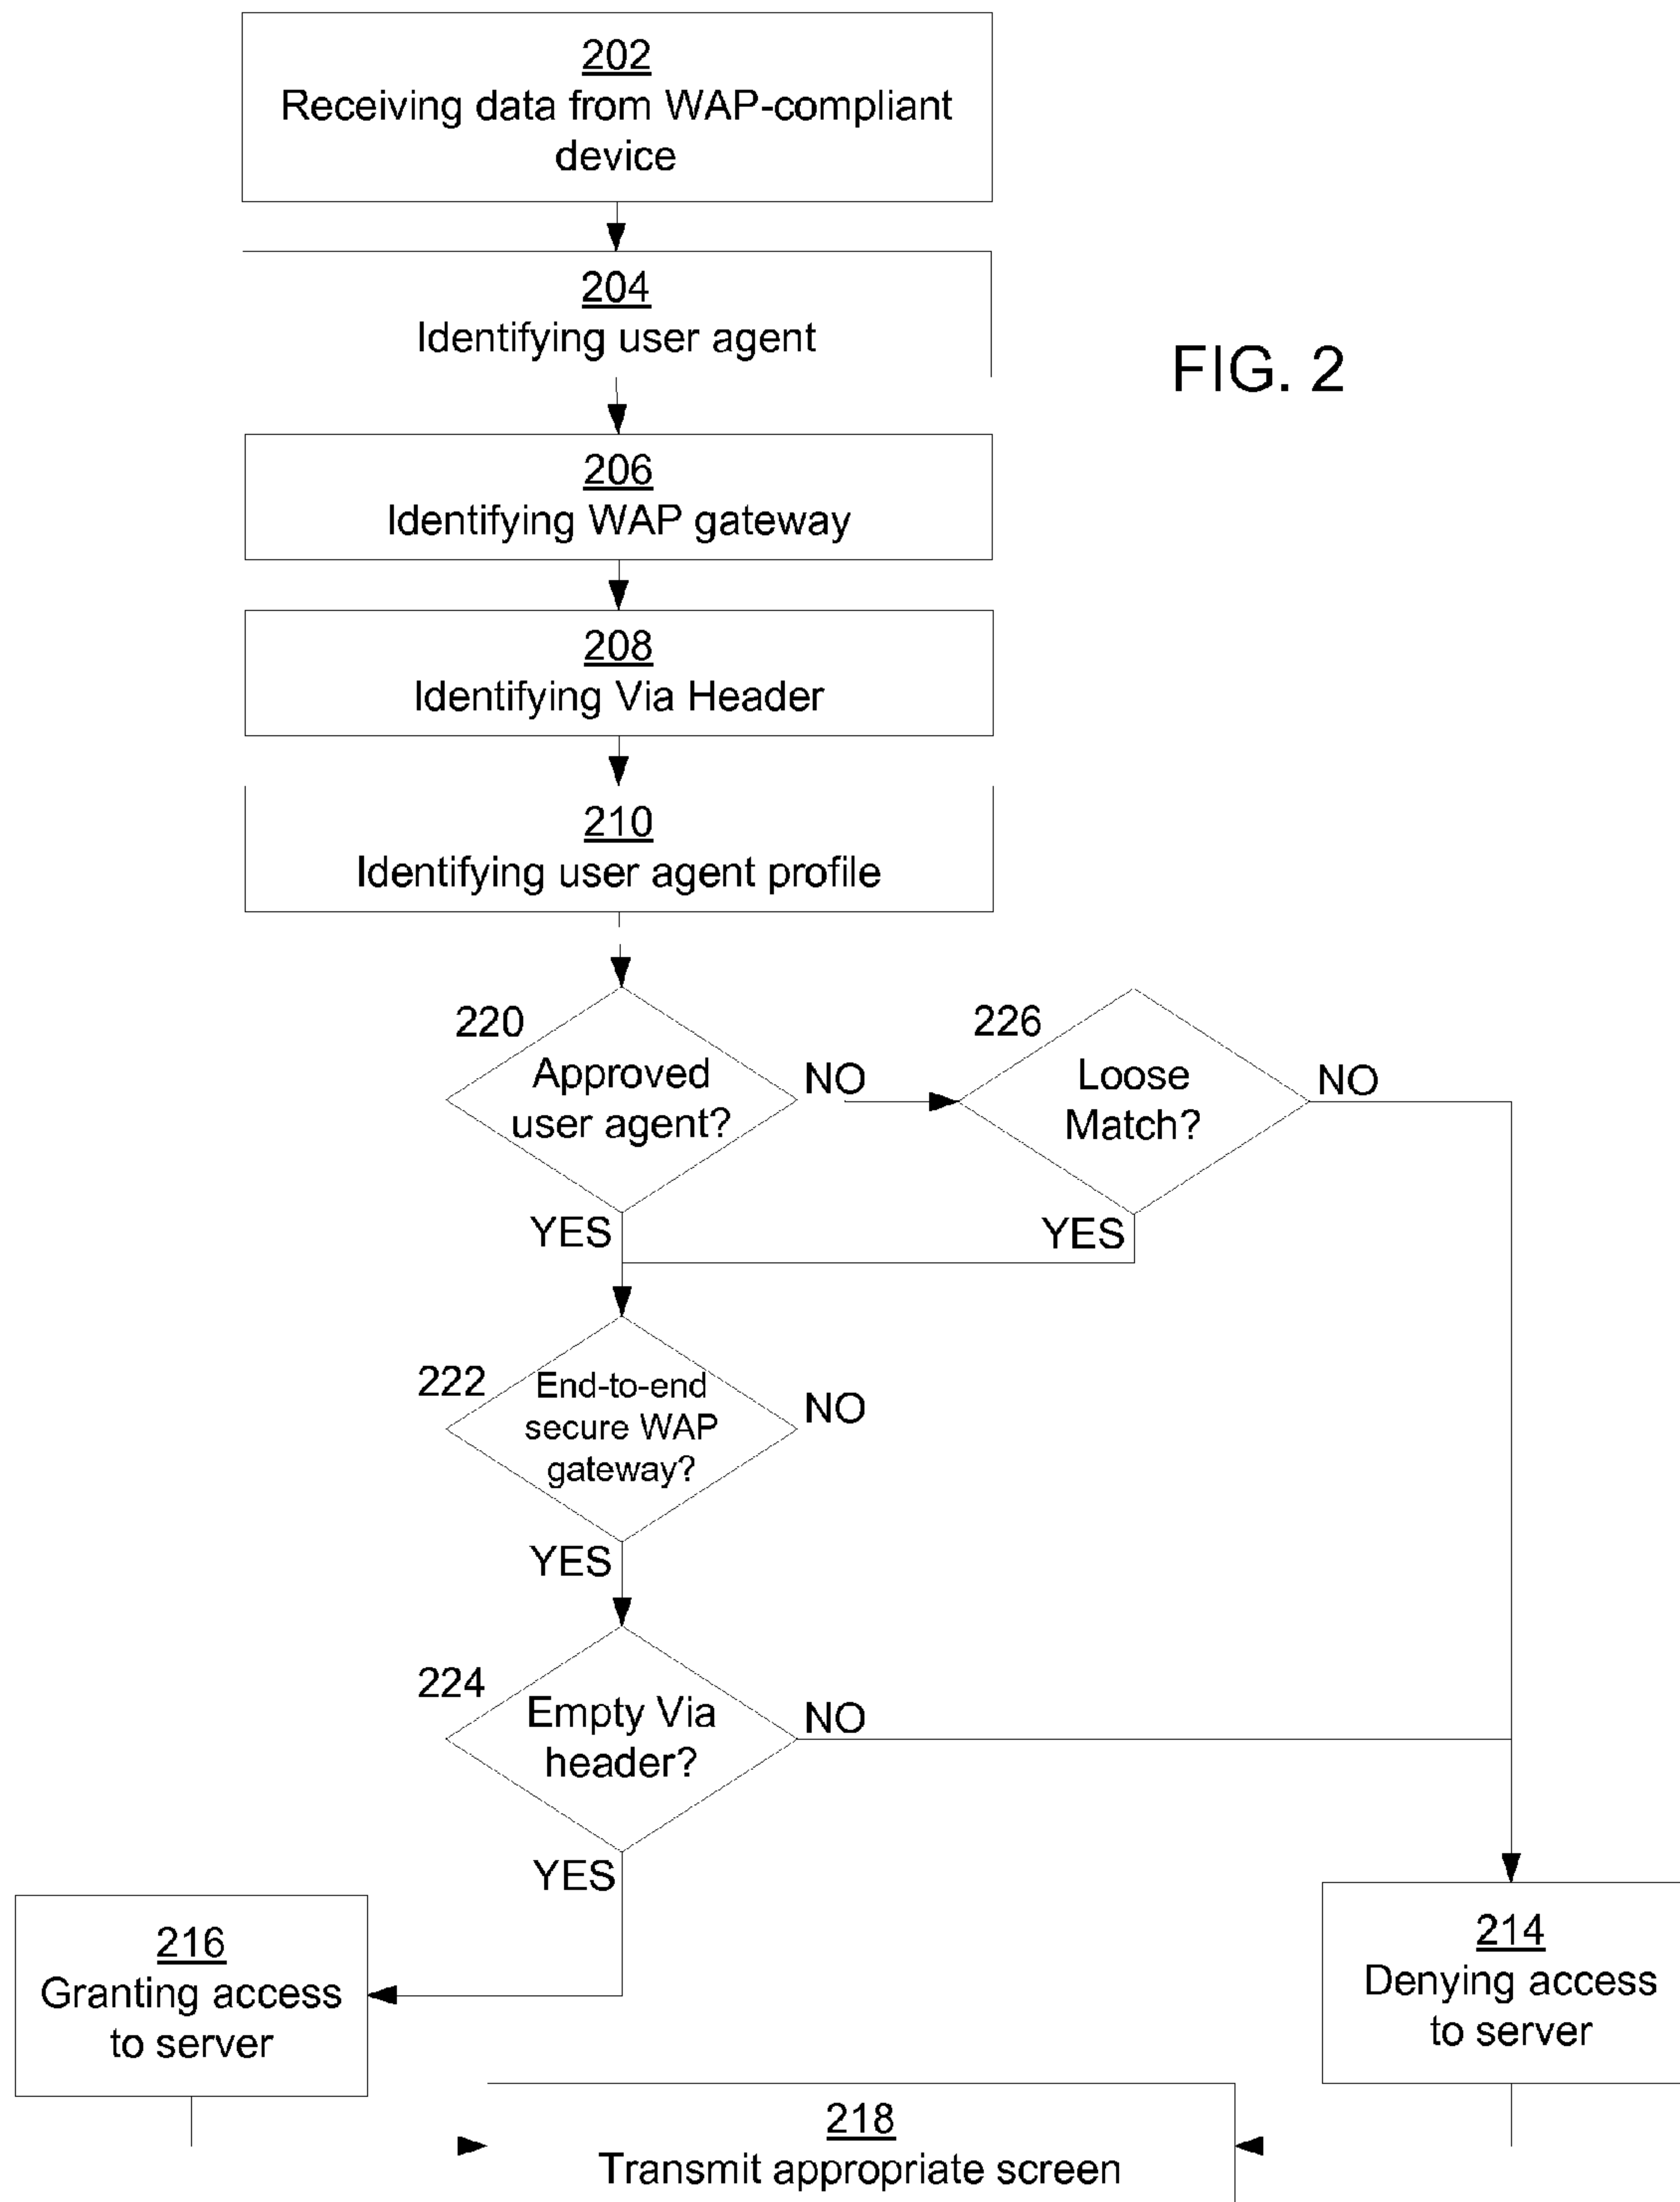 202
Receiving data from WAP-compliant
device
204
Identifying user agent
FIG. 2
206
Identifying WAP gateway
208
Identifying Via Header
210
Identifying user agent profile
220
Approved
user agent?
NO
226
Loose
Match?
NO
YES
YES
222
End-to-end
secure WAP
gateway?
NO
YES
224
Empty Via
header?
NO
YES
216
Granting access
to server
214
Denying access
to server
218
Transmit appropriate screen